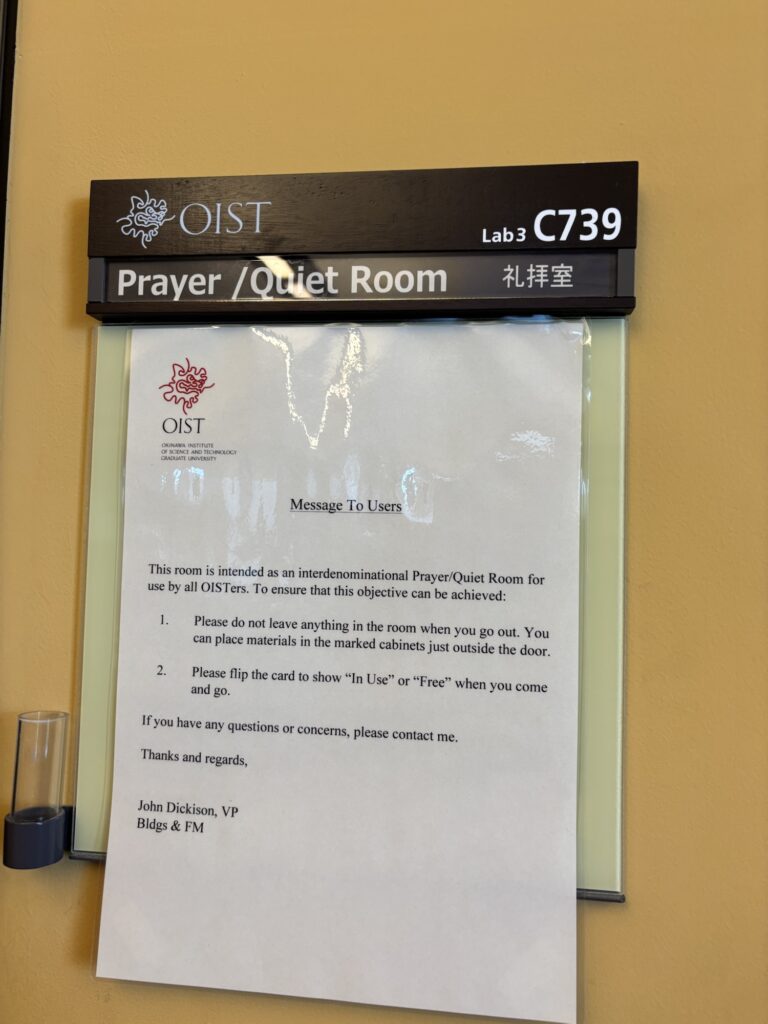 OIST
Lab 3 C739
Prayer /Quiet Room 礼拝室
OIST
OKINAWA INSTITUTE
OF SCIENCE AND TECHNOLOGY
GRADUATE UNIVERSITY
Message To Users
This room is intended as an interdenominational Prayer/Quiet Room for
use by all OISTers. To ensure that this objective can be achieved:
1. Please do not leave anything in the room when you go out. You
can place materials in the marked cabinets just outside the door.
2. Please flip the card to show “In Use” or “Free” when you come
and go.
If you have any questions or concerns, please contact me.
Thanks and regards,
John Dickison, VP
Bldgs & FM